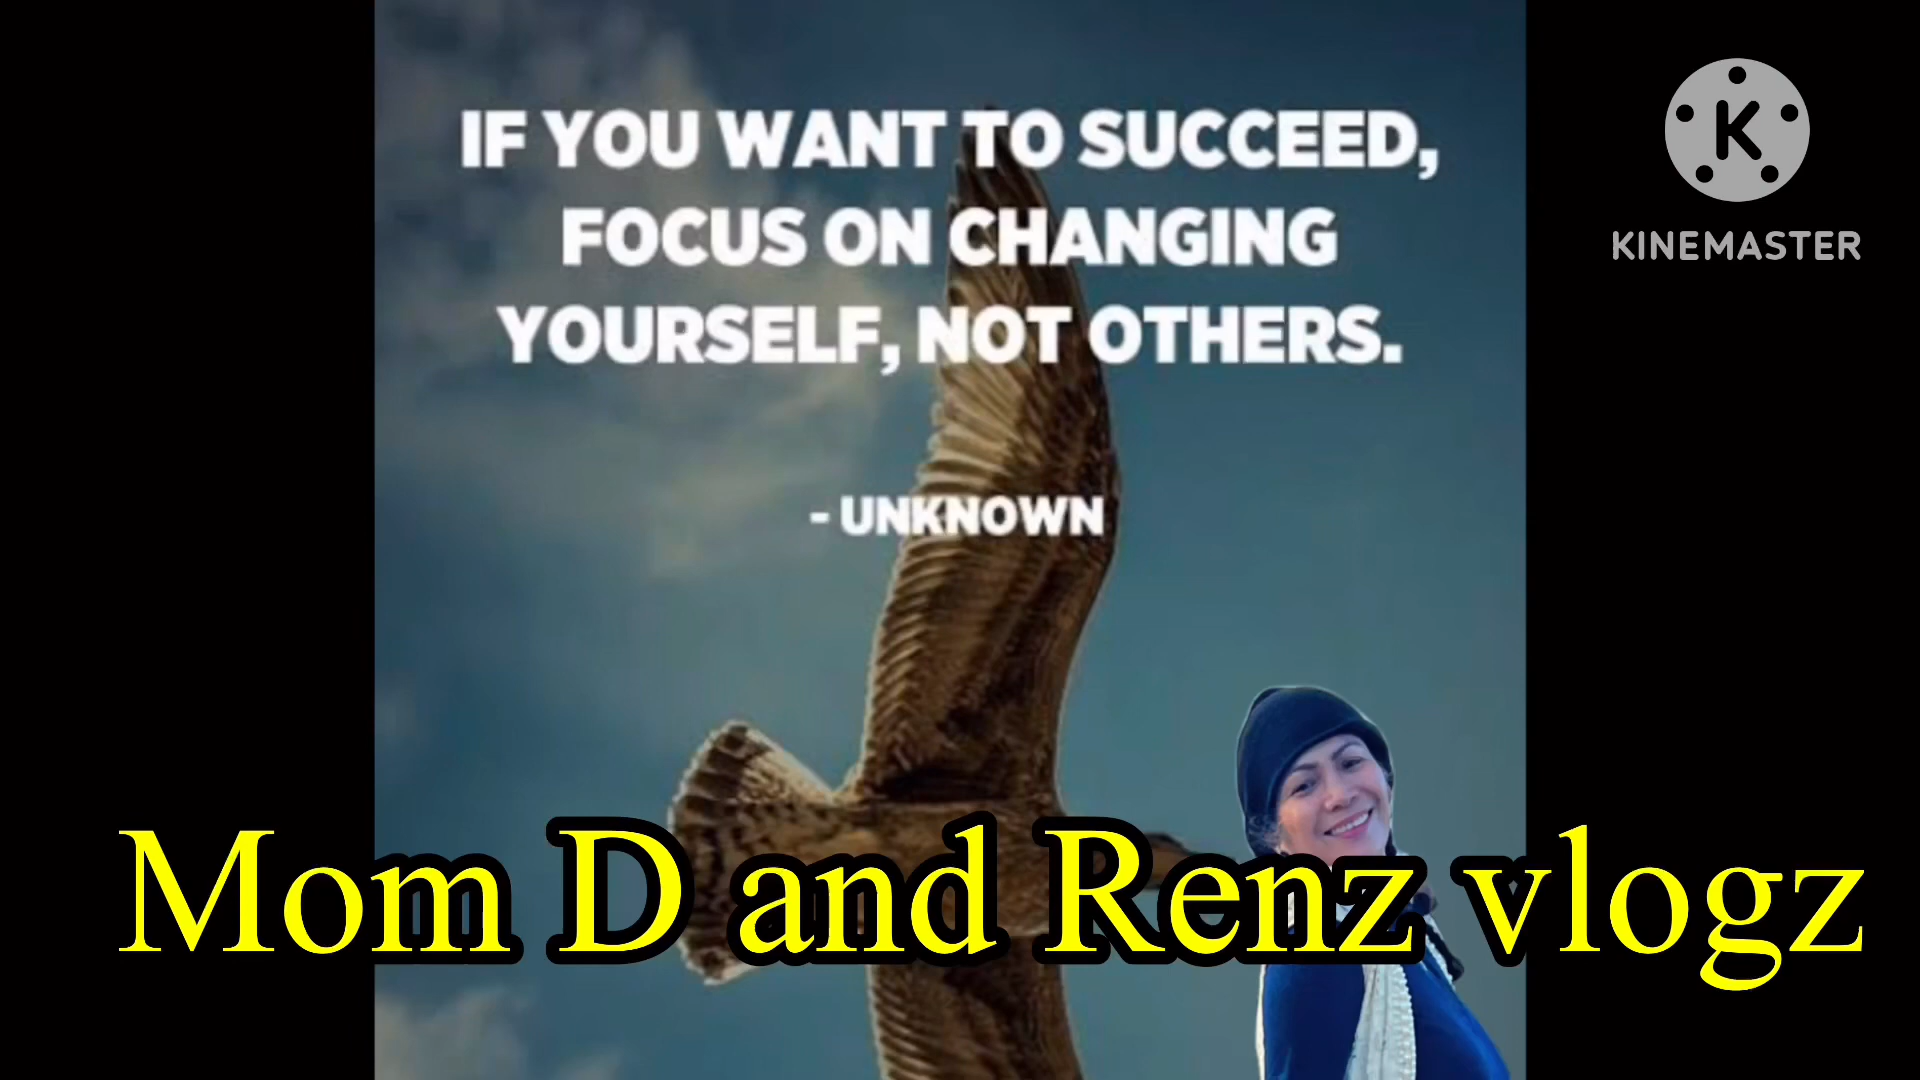 IF YOU WANT TO SUCCEED,
FOCUS ON CHANGING
YOURSELF, NOT OTHERS.
- UNKNOWN
K
KINEMASTER
Mom D and Renz vlogz